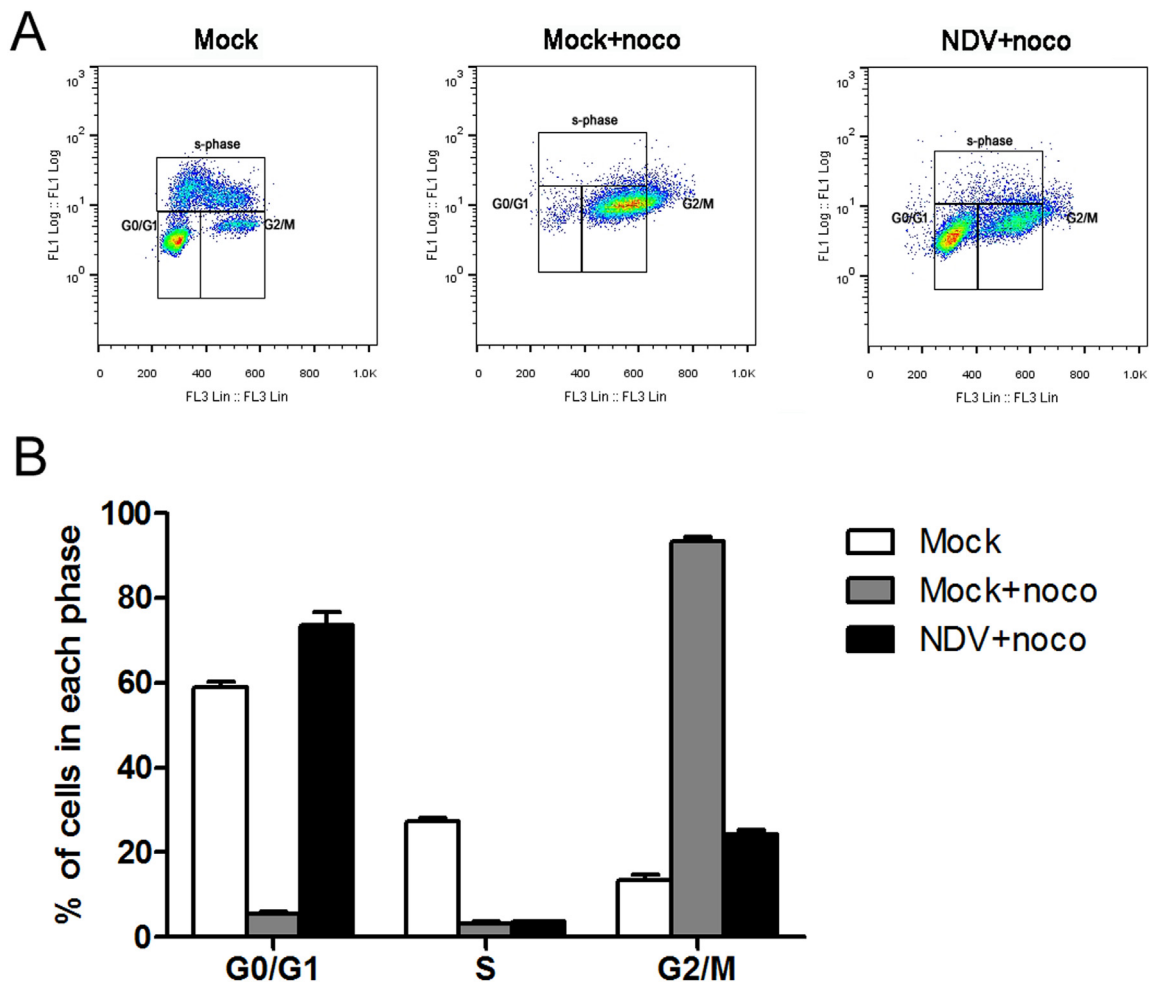 A
Mock
Mock+noco
NDV+noco
10³
10²
10¹
10⁰
FL1 Log :: FL1 Log
s-phase
G0/G1
G2/M
0 200 400 600 800 1.0K
FL3 Lin :: FL3 Lin
10³
10²
10¹
10⁰
FL1 Log :: FL1 Log
s-phase
G0/G1
G2/M
0 200 400 600 800 1.0K
FL3 Lin :: FL3 Lin
10³
10²
10¹
10⁰
FL1 Log :: FL1 Log
s-phase
G0/G1
G2/M
0 200 400 600 800 1.0K
FL3 Lin :: FL3 Lin
B
% of cells in each phase
100
80
60
40
20
0
G0/G1 S G2/M
Mock
Mock+noco
NDV+noco